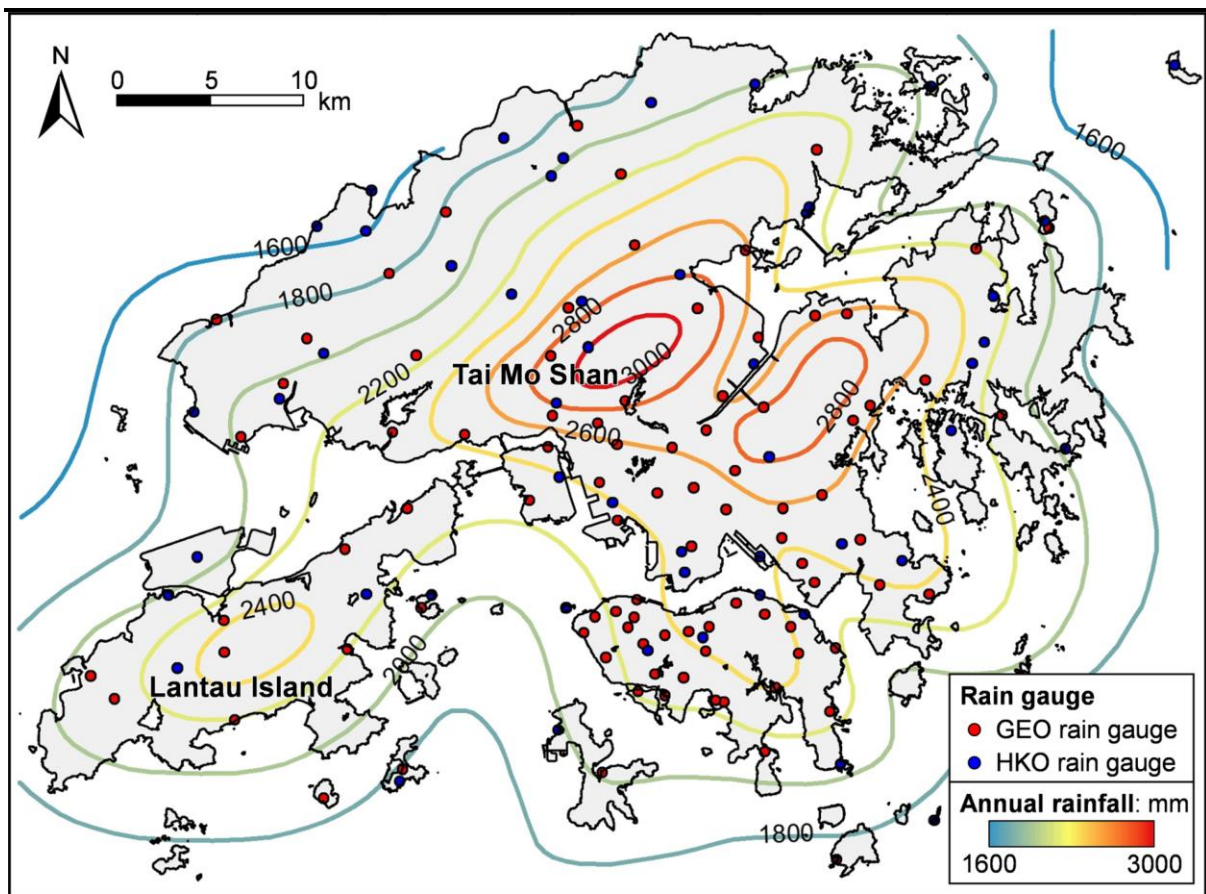 N
0 5 10
km
1600
1600
1800
2800
3000
2200
Tai Mo Shan
2800
2600
2400
2400
2000
Lantau Island
1800
Rain gauge
GEO rain gauge
HKO rain gauge
Annual rainfall: mm
1600 3000